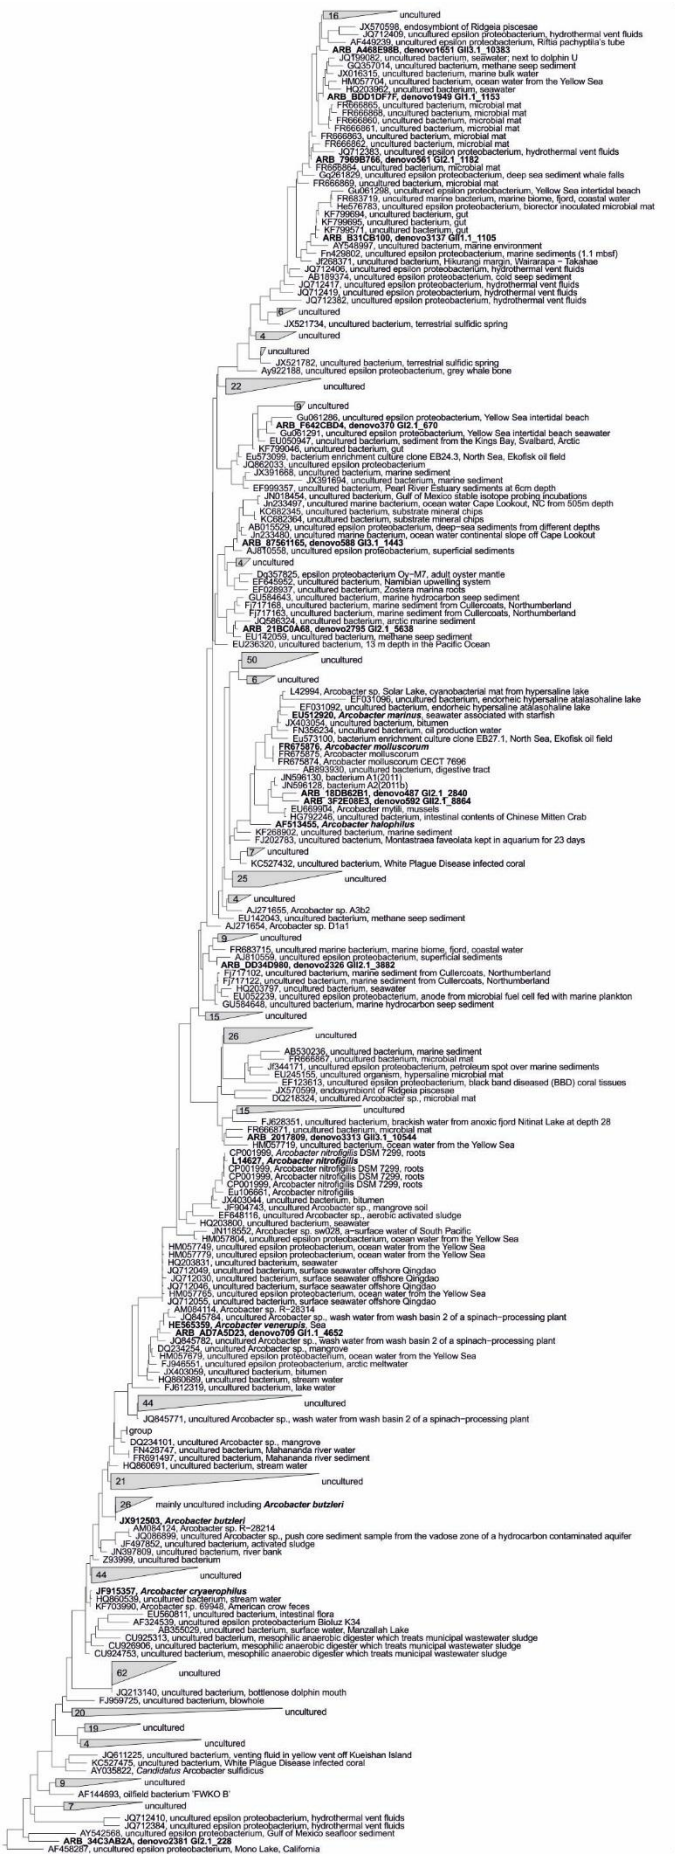 16 uncultured
JX570598, endosymbiont of Ridgeia piscesae
JQ712409, uncultured epsilon proteobacterium, hydrothermal vent fluids
AF449239, uncultured epsilon proteobacterium, Riftia pachyptila's tube
ARB_A468E98B, denovo1651 GII3.1_10383
JQ199082, uncultured bacterium, seawater; next to dolphin U
GQ357014, uncultured bacterium, methane seep sediment
JX016315, uncultured bacterium, marine bulk water
HM057704, uncultured bacterium, ocean water from the Yellow Sea
HQ203962, uncultured bacterium, seawater
ARB_BDD1DF7F, denovo1949 GI1.1_1153
FR666865, uncultured bacterium, microbial mat
FR666868, uncultured bacterium, microbial mat
FR666860, uncultured bacterium, microbial mat
FR666861, uncultured bacterium, microbial mat
FR666863, uncultured bacterium, microbial mat
FR666862, uncultured bacterium, microbial mat
JQ712383, uncultured epsilon proteobacterium, hydrothermal vent fluids
ARB_7969B766, denovo561 GI2.1_1182
FR666864, uncultured bacterium, microbial mat
Gq261829, uncultured epsilon proteobacterium, deep sea sediment whale falls
FR666869, uncultured bacterium, microbial mat
Gu061298, uncultured epsilon proteobacterium, Yellow Sea intertidal beach
FR683719, uncultured marine bacterium, marine biome, fjord, coastal water
He576783, uncultured epsilon proteobacterium, biorector inoculated microbial mat
KF799694, uncultured bacterium, gut
KF799695, uncultured bacterium, gut
KF799571, uncultured bacterium, gut
ARB_B31CB100, denovo3137 GII1.1_1105
AY548997, uncultured bacterium, marine environment
Fn429802, uncultured epsilon proteobacterium, marine sediments (1.1 mbsf)
Jf268371, uncultured bacterium, Hikurangi margin, Wairarapa − Takahae
JQ712406, uncultured epsilon proteobacterium, hydrothermal vent fluids
AB189374, uncultured epsilon proteobacterium, cold seep sediment
JQ712417, uncultured epsilon proteobacterium, hydrothermal vent fluids
JQ712419, uncultured epsilon proteobacterium, hydrothermal vent fluids
JQ712382, uncultured epsilon proteobacterium, hydrothermal vent fluids
6 uncultured
JX521734, uncultured bacterium, terrestrial sulfidic spring
4 uncultured
uncultured
JX521782, uncultured bacterium, terrestrial sulfidic spring
Ay922188, uncultured epsilon proteobacterium, grey whale bone
22 uncultured
9 uncultured
Gu061286, uncultured epsilon proteobacterium, Yellow Sea intertidal beach
ARB_F642CBD4, denovo370 GI2.1_670
Gu061291, uncultured epsilon proteobacterium, Yellow Sea intertidal beach seawater
EU050947, uncultured bacterium, sediment from the Kings Bay, Svalbard, Arctic
KF799046, uncultured bacterium, gut
Eu573099, bacterium enrichment culture clone EB24.3, North Sea, Ekofisk oil field
JQ862033, uncultured epsilon proteobacterium
JX391688, uncultured bacterium, marine sediment
JX391694, uncultured bacterium, marine sediment
EF999357, uncultured bacterium, Pearl River Estuary sediments at 6cm depth
JN018454, uncultured bacterium, Gulf of Mexico stable isotope probing incubations
Jn233497, uncultured marine bacterium, ocean water Cape Lookout, NC from 505m depth
KC682345, uncultured bacterium, substrate mineral chips
KC682364, uncultured bacterium, substrate mineral chips
AB015529, uncultured epsilon proteobacterium, deep−sea sediments from different depths
Jn233480, uncultured marine bacterium, ocean water continental slope off Cape Lookout
ARB_87561165, denovo588 GI3.1_1443
AJ810558, uncultured epsilon proteobacterium, superficial sediments
4 uncultured
Dq357825, epsilon proteobacterium Oy−M7, adult oyster mantle
EF645952, uncultured bacterium, Namibian upwelling system
EF028937, uncultured bacterium, Zostera marina roots
GU584643, uncultured bacterium, marine hydrocarbon seep sediment
Fj717168, uncultured bacterium, marine sediment from Cullercoats, Northumberland
Fj717163, uncultured bacterium, marine sediment from Cullercoats, Northumberland
JQ586324, uncultured bacterium, arctic marine sediment
ARB_21BC0A68, denovo2795 GI2.1_5638
EU142059, uncultured bacterium, methane seep sediment
EU236320, uncultured bacterium, 13 m depth in the Pacific Ocean
50 uncultured
6 uncultured
L42994, Arcobacter sp, Solar Lake, cyanobacterial mat from hypersaline lake
EF031096, uncultured bacterium, endorheic hypersaline atalasohaline lake
EF031092, uncultured bacterium, endorheic hypersaline atalasohaline lake
EU512920, Arcobacter marinus, seawater associated with starfish
JX403054, uncultured bacterium, bitumen
FN356234, uncultured bacterium, oil production water
Eu573100, bacterium enrichment culture clone EB27.1, North Sea, Ekofisk oil field
FR675876, Arcobacter molluscorum
FR675875, Arcobacter molluscorum
FR675874, Arcobacter molluscorum CECT 7696
AB893930, uncultured bacterium, digestive tract
JN596130, bacterium A1(2011)
JN596128, bacterium A2(2011b)
ARB_18DB62B1, denovo487 GI2.1_2840
ARB_3F2E08E3, denovo592 GII2.1_8864
EU669904, Arcobacter mytili, mussels
HG792246, uncultured bacterium, intestinal contents of Chinese Mitten Crab
AF513455, Arcobacter halophilus
KF268902, uncultured bacterium, marine sediment
FJ202783, uncultured bacterium, Montastraea faveolata kept in aquarium for 23 days
7 uncultured
KC527432, uncultured bacterium, White Plague Disease infected coral
25 uncultured
4 uncultured
AJ271655, Arcobacter sp. A3b2
EU142043, uncultured bacterium, methane seep sediment
AJ271654, Arcobacter sp. D1a1
9 uncultured
FR683715, uncultured marine bacterium, marine biome, fjord, coastal water
AJ810559, uncultured epsilon proteobacterium, superficial sediments
ARB_DD34D980, denovo2326 GII2.1_3882
Fj717102, uncultured bacterium, marine sediment from Cullercoats, Northumberland
Fj717122, uncultured bacterium, marine sediment from Cullercoats, Northumberland
HQ203797, uncultured bacterium, seawater
EU052239, uncultured epsilon proteobacterium, anode from microbial fuel cell fed with marine plankton
GU584648, uncultured bacterium, marine hydrocarbon seep sediment
15 uncultured
26 uncultured
AB530236, uncultured bacterium, marine sediment
FR666867, uncultured bacterium, microbial mat
Jf344171, uncultured epsilon proteobacterium, petroleum spot over marine sediments
EU245155, uncultured organism, hypersaline microbial mat
EF123613, uncultured epsilon proteobacterium, black band diseased (BBD) coral tissues
JX570599, endosymbiont of Ridgeia piscesae
DQ218324, uncultured Arcobacter sp., microbial mat
15 uncultured
FJ628351, uncultured bacterium, brackish water from anoxic fjord Nitinat Lake at depth 28
FR666871, uncultured bacterium, microbial mat
ARB_2017809, denovo3313 GII3.1_10544
HM057719, uncultured bacterium, ocean water from the Yellow Sea
CP001999, Arcobacter nitrofigilis DSM 7299, roots
L14627, Arcobacter nitrofigilis
CP001999, Arcobacter nitrofigilis DSM 7299, roots
CP001999, Arcobacter nitrofigilis DSM 7299, roots
Eu106661, Arcobacter nitrofigilis
JX403044, uncultured bacterium, bitumen
JF904743, uncultured Arcobacter sp., mangrove soil
EF648116, uncultured Arcobacter sp., aerobic activated sludge
HQ203800, uncultured bacterium, seawater
JN118552, Arcobacter sp. sw028, a−surface water of South Pacific
HM057804, uncultured epsilon proteobacterium, ocean water from the Yellow Sea
HM057749, uncultured epsilon proteobacterium, ocean water from the Yellow Sea
HM057779, uncultured epsilon proteobacterium, ocean water from the Yellow Sea
HQ203831, uncultured bacterium, seawater
JQ712049, uncultured bacterium, surface seawater offshore Qingdao
JQ712030, uncultured bacterium, surface seawater offshore Qingdao
JQ712046, uncultured bacterium, surface seawater offshore Qingdao
HM057765, uncultured epsilon proteobacterium, ocean water from the Yellow Sea
JQ712055, uncultured bacterium, surface seawater offshore Qingdao
AM084114, Arcobacter sp. R−28314
JQ845784, uncultured Arcobacter sp., wash water from wash basin 2 of a spinach−processing plant
HE565359, Arcobacter venerupis, Sea
ARB_AD7A5D23, denovo709 GI1.1_4652
JQ845782, uncultured Arcobacter sp., wash water from wash basin 2 of a spinach−processing plant
DQ234254, uncultured Arcobacter sp., mangrove
HM057679, uncultured epsilon proteobacterium, ocean water from the Yellow Sea
FJ946551, uncultured epsilon proteobacterium, arctic meltwater
JX403059, uncultured bacterium, bitumen
HQ860689, uncultured bacterium, stream water
FJ612319, uncultured bacterium, lake water
44 uncultured
JQ845771, uncultured Arcobacter sp., wash water from wash basin 2 of a spinach−processing plant
group
DQ234101, uncultured Arcobacter sp., mangrove
FN428747, uncultured bacterium, Mahananda river water
FR691497, uncultured bacterium, Mahananda river sediment
HQ860691, uncultured bacterium, stream water
21 uncultured
26 mainly uncultured including Arcobacter butzleri
JX912503, Arcobacter butzleri
AM084124, Arcobacter sp. R−28214
JQ086899, uncultured Arcobacter sp., push core sediment sample from the vadose zone of a hydrocarbon contaminated aquifer
JF497852, uncultured bacterium, activated sludge
JN397809, uncultured bacterium, river bank
Z93999, uncultured bacterium
44 uncultured
JF915357, Arcobacter cryaerophilus
HQ860539, uncultured bacterium, stream water
KF703990, Arcobacter sp. 69948, American crow feces
EU560811, uncultured bacterium, intestinal flora
AF324539, uncultured epsilon proteobacterium Bioluz K34
AB355029, uncultured bacterium, surface water, Manzallah Lake
CU925313, uncultured bacterium, mesophilic anaerobic digester which treats municipal wastewater sludge
CU926906, uncultured bacterium, mesophilic anaerobic digester which treats municipal wastewater sludge
CU924753, uncultured bacterium, mesophilic anaerobic digester which treats municipal wastewater sludge
62 uncultured
JQ213140, uncultured bacterium, bottlenose dolphin mouth
FJ959725, uncultured bacterium, blowhole
20 uncultured
19 uncultured
4 uncultured
JQ611225, uncultured bacterium, venting fluid in yellow vent off Kueishan Island
KC527475, uncultured bacterium, White Plague Disease infected coral
AY035822, Candidatus Arcobacter sulfidicus
9 uncultured
AF144693, oilfield bacterium 'FWKO B'
7 uncultured
JQ712410, uncultured epsilon proteobacterium, hydrothermal vent fluids
JQ712384, uncultured epsilon proteobacterium, hydrothermal vent fluids
AY542568, uncultured epsilon proteobacterium, Gulf of Mexico seafloor sediment
ARB_34C3AB2A, denovo2381 GI2.1_228
AF458287, uncultured epsilon proteobacterium, Mono Lake, California